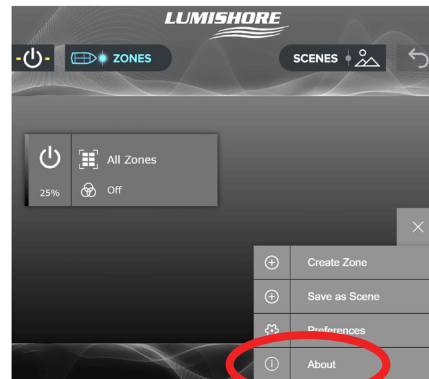 LUMISHORE
ZONES
SCENES
All Zones
25%
Off
Create Zone
Save as Scene
Preferences
About